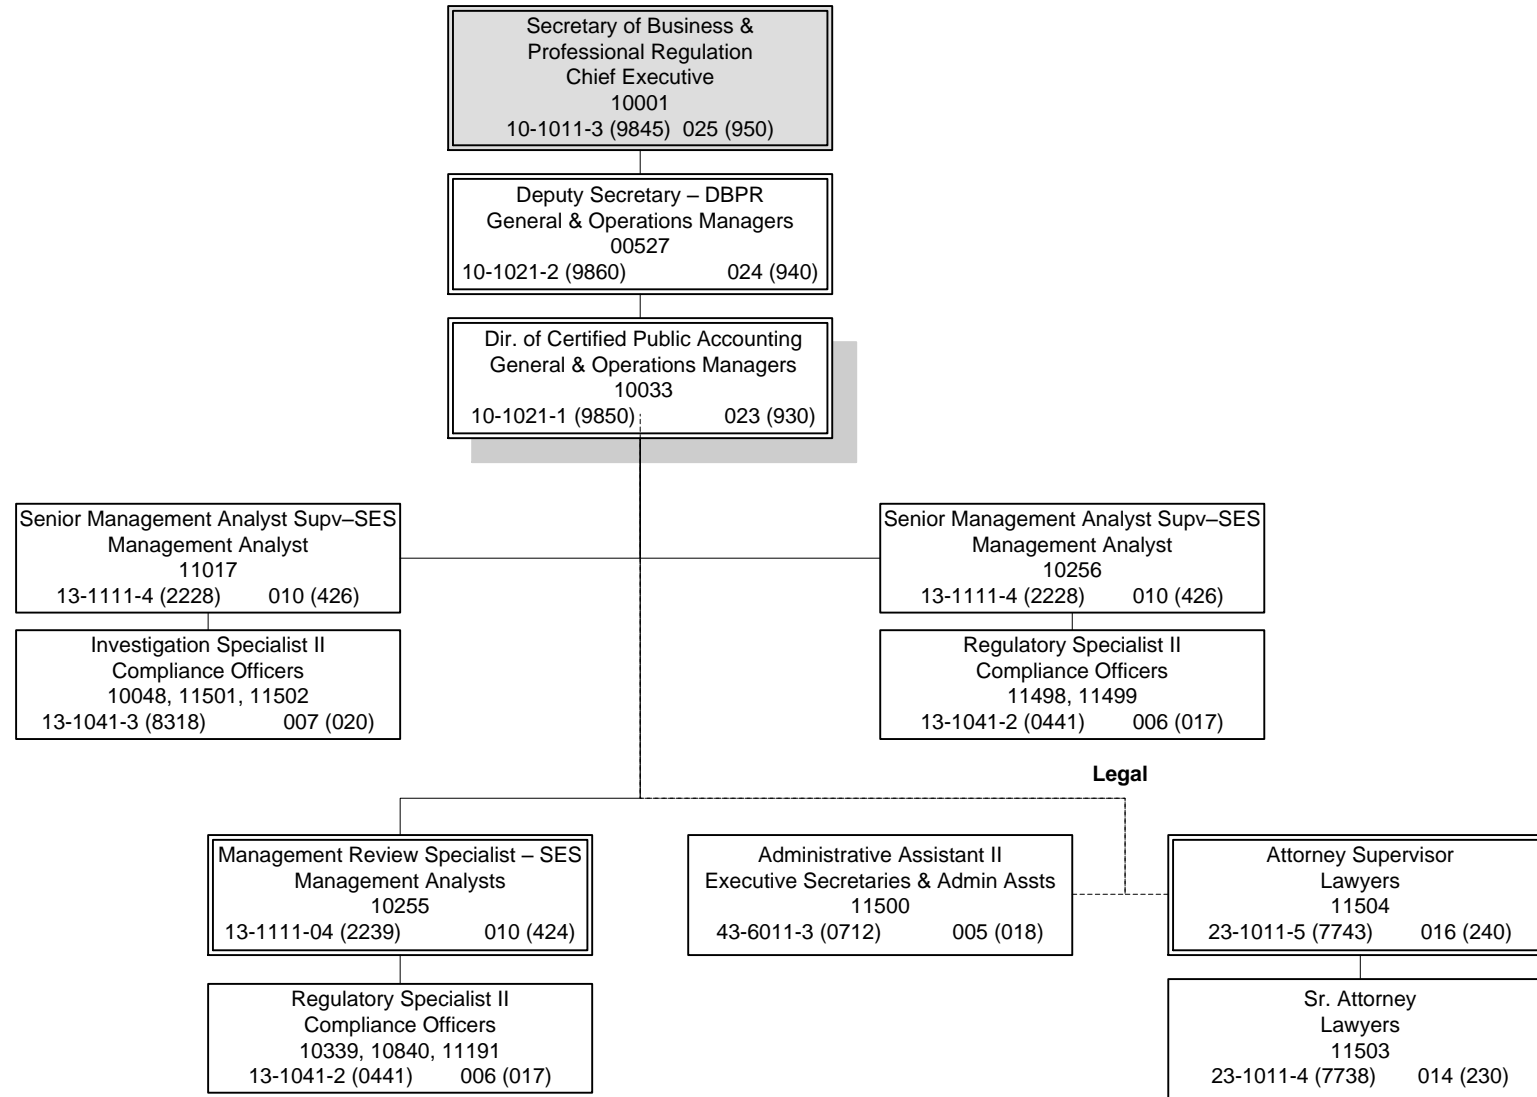 Secretary of Business &
Professional Regulation
Chief Executive
10001
10-1011-3 (9845)  025 (950)
Deputy Secretary – DBPR
General & Operations Managers
00527
10-1021-2 (9860) 024 (940)
Dir. of Certified Public Accounting
General & Operations Managers
10033
10-1021-1 (9850) 023 (930)
Senior Management Analyst Supv–SES
Management Analyst
11017
13-1111-4 (2228) 010 (426)
Investigation Specialist II
Compliance Officers
10048, 11501, 11502
13-1041-3 (8318) 007 (020)
Senior Management Analyst Supv–SES
Management Analyst
10256
13-1111-4 (2228) 010 (426)
Regulatory Specialist II
Compliance Officers
11498, 11499
13-1041-2 (0441) 006 (017)
Legal
Management Review Specialist – SES
Management Analysts
10255
13-1111-04 (2239) 010 (424)
Regulatory Specialist II
Compliance Officers
10339, 10840, 11191
13-1041-2 (0441) 006 (017)
Administrative Assistant II
Executive Secretaries & Admin Assts
11500
43-6011-3 (0712) 005 (018)
Attorney Supervisor
Lawyers
11504
23-1011-5 (7743) 016 (240)
Sr. Attorney
Lawyers
11503
23-1011-4 (7738) 014 (230)